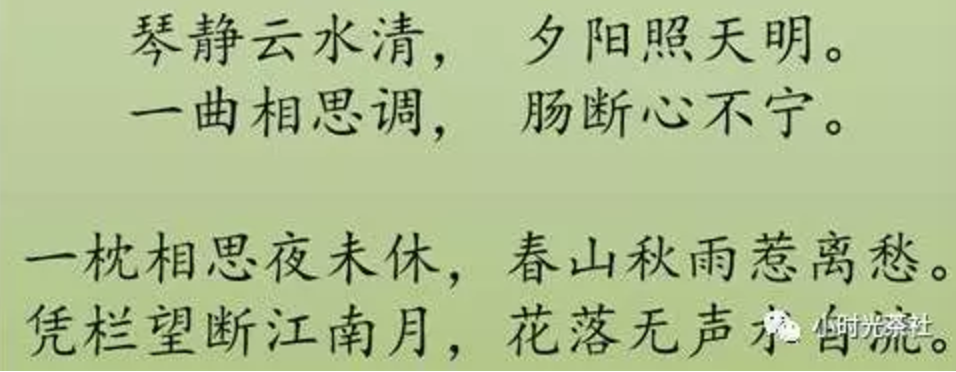 琴静云水清， 夕阳照天明。
一曲相思调， 肠断心不宁。
一枕相思夜未休，春山秋雨惹离愁。
凭栏望断江南月，花落无声水自流。
小时光茶社